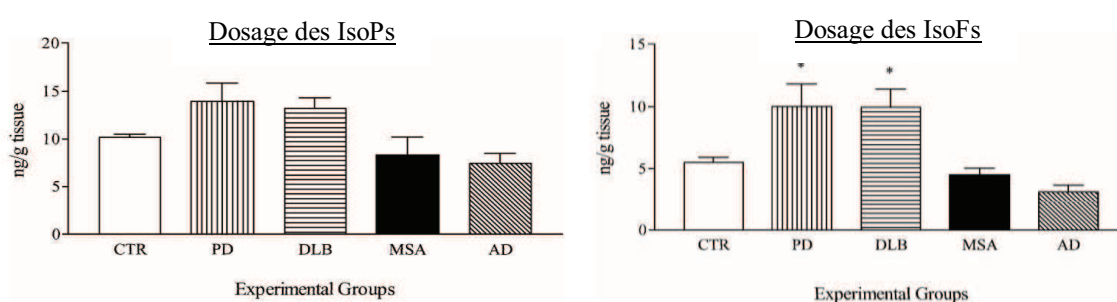 Dosage des IsoPs
20
15
10
5
0
ng/g tissue
CTR PD DLB MSA AD
Experimental Groups
Dosage des IsoFs
15
10
5
0
ng/g tissue
* *
CTR PD DLB MSA AD
Experimental Groups